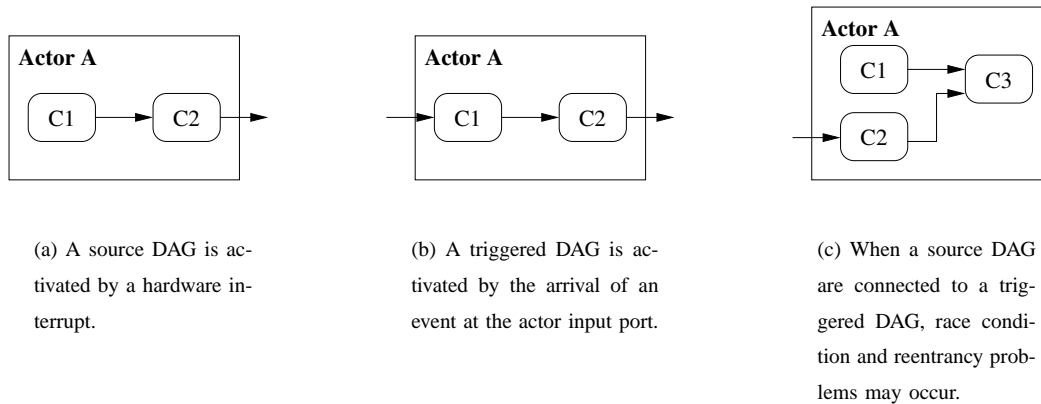 Actor A
C1
C2
(a) A source DAG is ac-
tivated by a hardware in-
terrupt.
Actor A
C1
C2
(b) A triggered DAG is ac-
tivated by the arrival of an
event at the actor input port.
Actor A
C1
C3
C2
(c) When a source DAG
are connected to a trig-
gered DAG, race condi-
tion and reentrancy prob-
lems may occur.